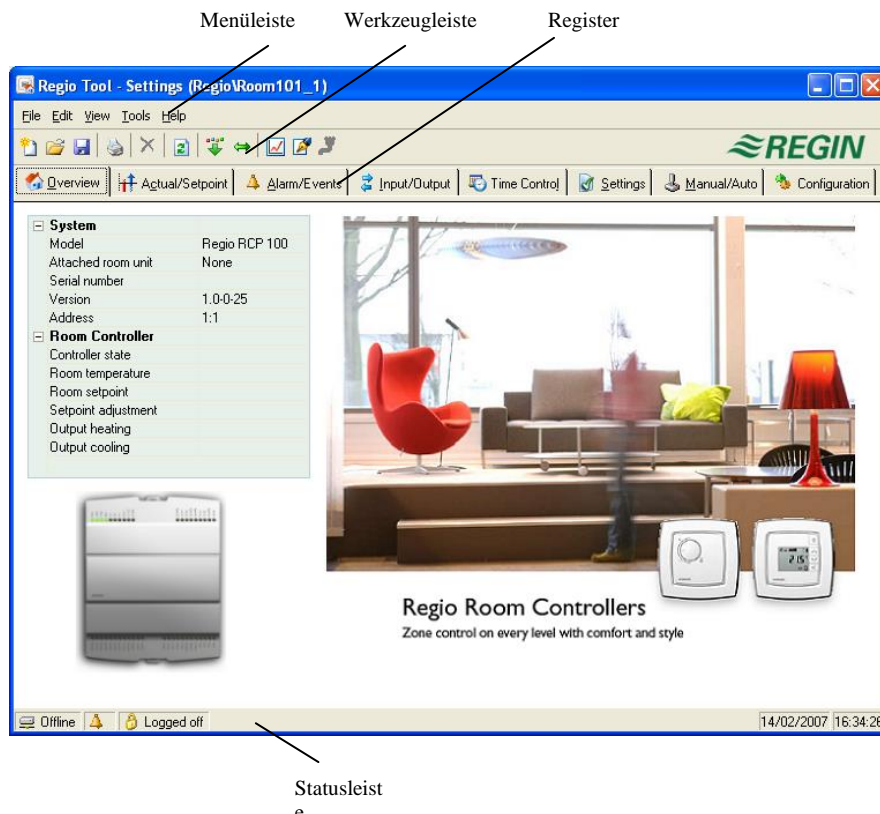 Menüleiste Werkzeugleiste Register
Regio Tool - Settings (Regio\Room101_1)
File Edit View Tools Help
REGIN
Overview Actual/Setpoint Alarm/Events Input/Output Time Control Settings Manual/Auto Configuration
System
Model Regio RCP 100
Attached room unit None
Serial number
Version 1.0-0-25
Address 1:1
Room Controller
Controller state
Room temperature
Room setpoint
Setpoint adjustment
Output heating
Output cooling
Regio Room Controllers
Zone control on every level with comfort and style
Offline Logged off 14/02/2007 16:34:26
Statusleist
e